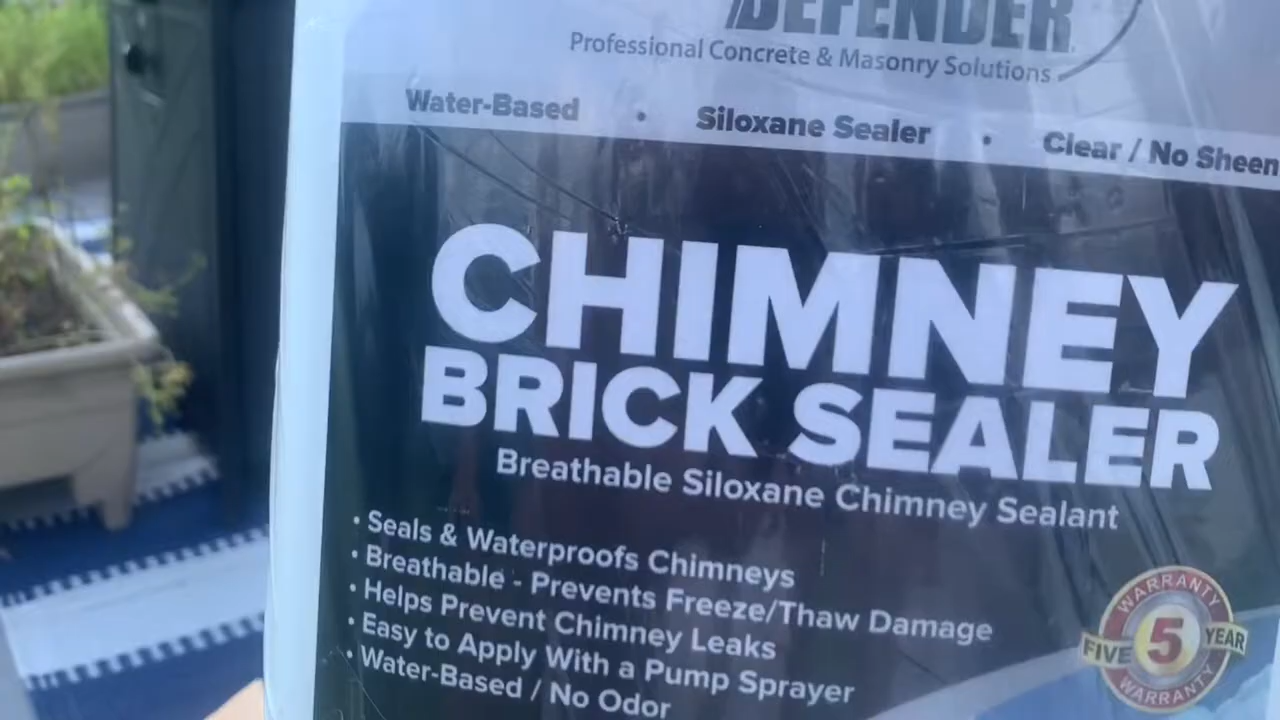 DEFENDER
Professional Concrete & Masonry Solutions
Water-Based • Siloxane Sealer • Clear / No Sheen
CHIMNEY
BRICK SEALER
Breathable Siloxane Chimney Sealant
• Seals & Waterproofs Chimneys
• Breathable - Prevents Freeze/Thaw Damage
• Helps Prevent Chimney Leaks
• Easy to Apply With a Pump Sprayer
• Water-Based / No Odor
WARRANTY
FIVE 5 YEAR
WARRANTY